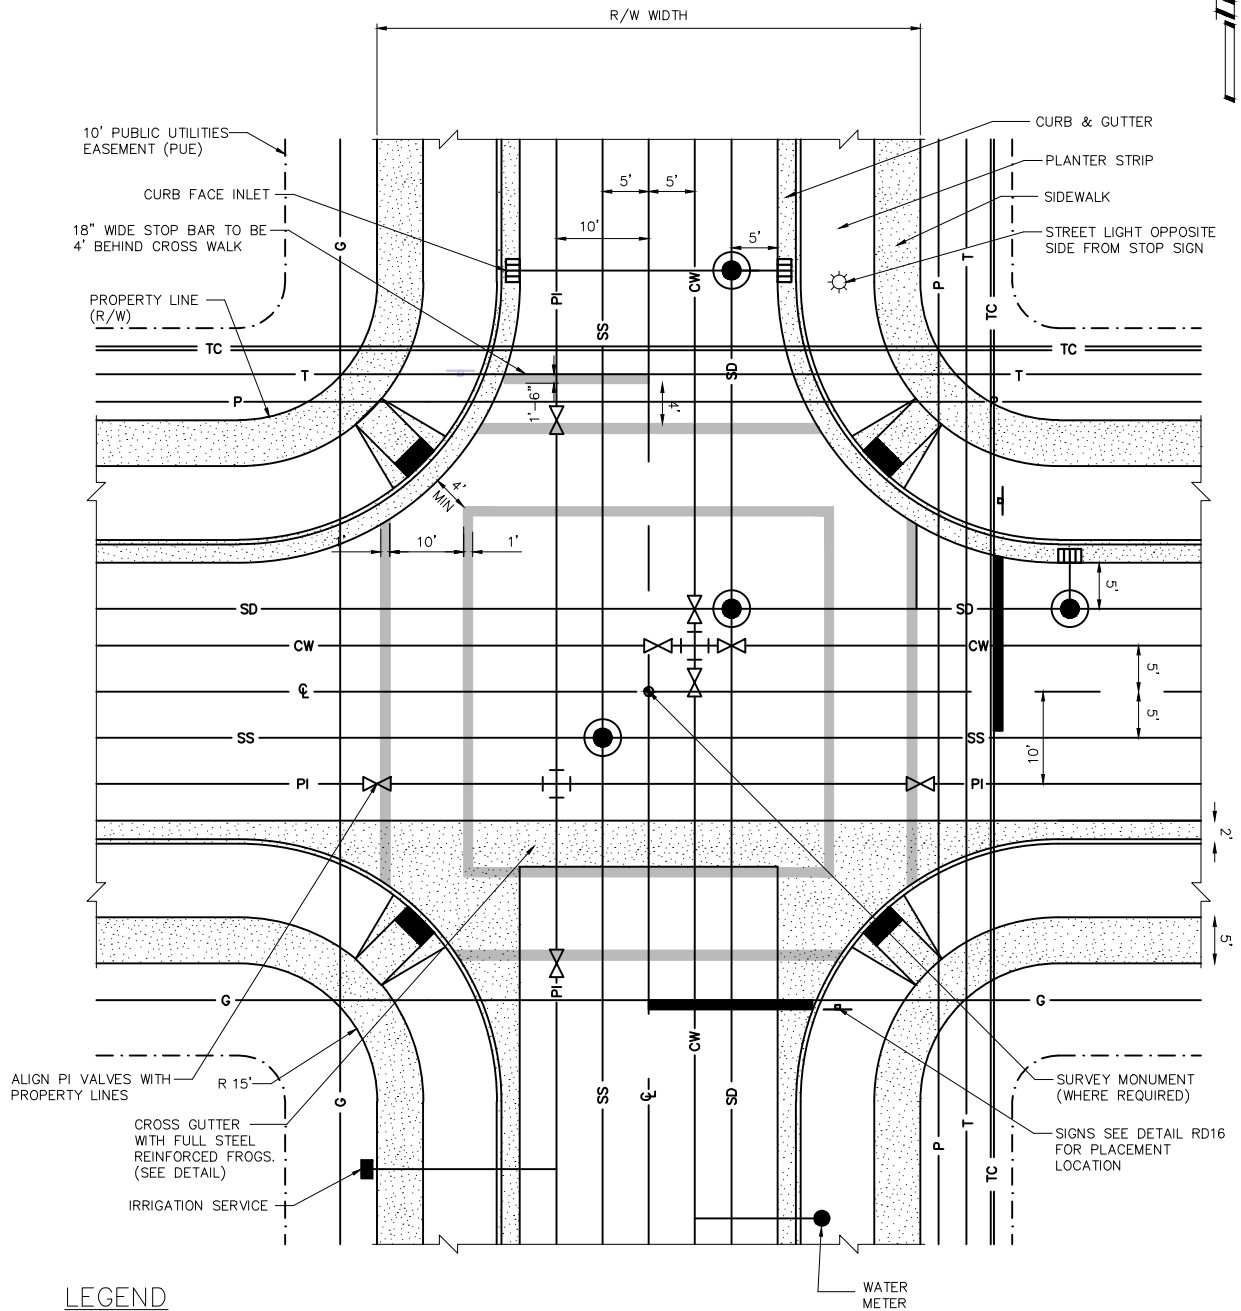 R/W WIDTH
10' PUBLIC UTILITIES
EASEMENT (PUE)
CURB & GUTTER
PLANTER STRIP
CURB FACE INLET
SIDEWALK
18" WIDE STOP BAR TO BE
4' BEHIND CROSS WALK
STREET LIGHT OPPOSITE
SIDE FROM STOP SIGN
5'
5'
10'
5'
G
PI
SS
CW
SD
P
T
TC
PROPERTY LINE
(R/W)
TC
TC
T
T
P
P
1'-6"
4'
4'
MIN
1'
10'
1'
SD
SD
5'
CW
CW
5'
℄
5'
SS
SS
10'
PI
PI
2'
5'
G
G
PI
CW
ALIGN PI VALVES WITH
PROPERTY LINES
R 15'
G
SS
℄
SD
P
T
TC
SURVEY MONUMENT
(WHERE REQUIRED)
CROSS GUTTER
WITH FULL STEEL
REINFORCED FROGS.
(SEE DETAIL)
SIGNS SEE DETAIL RD16
FOR PLACEMENT
LOCATION
IRRIGATION SERVICE
WATER
METER
LEGEND